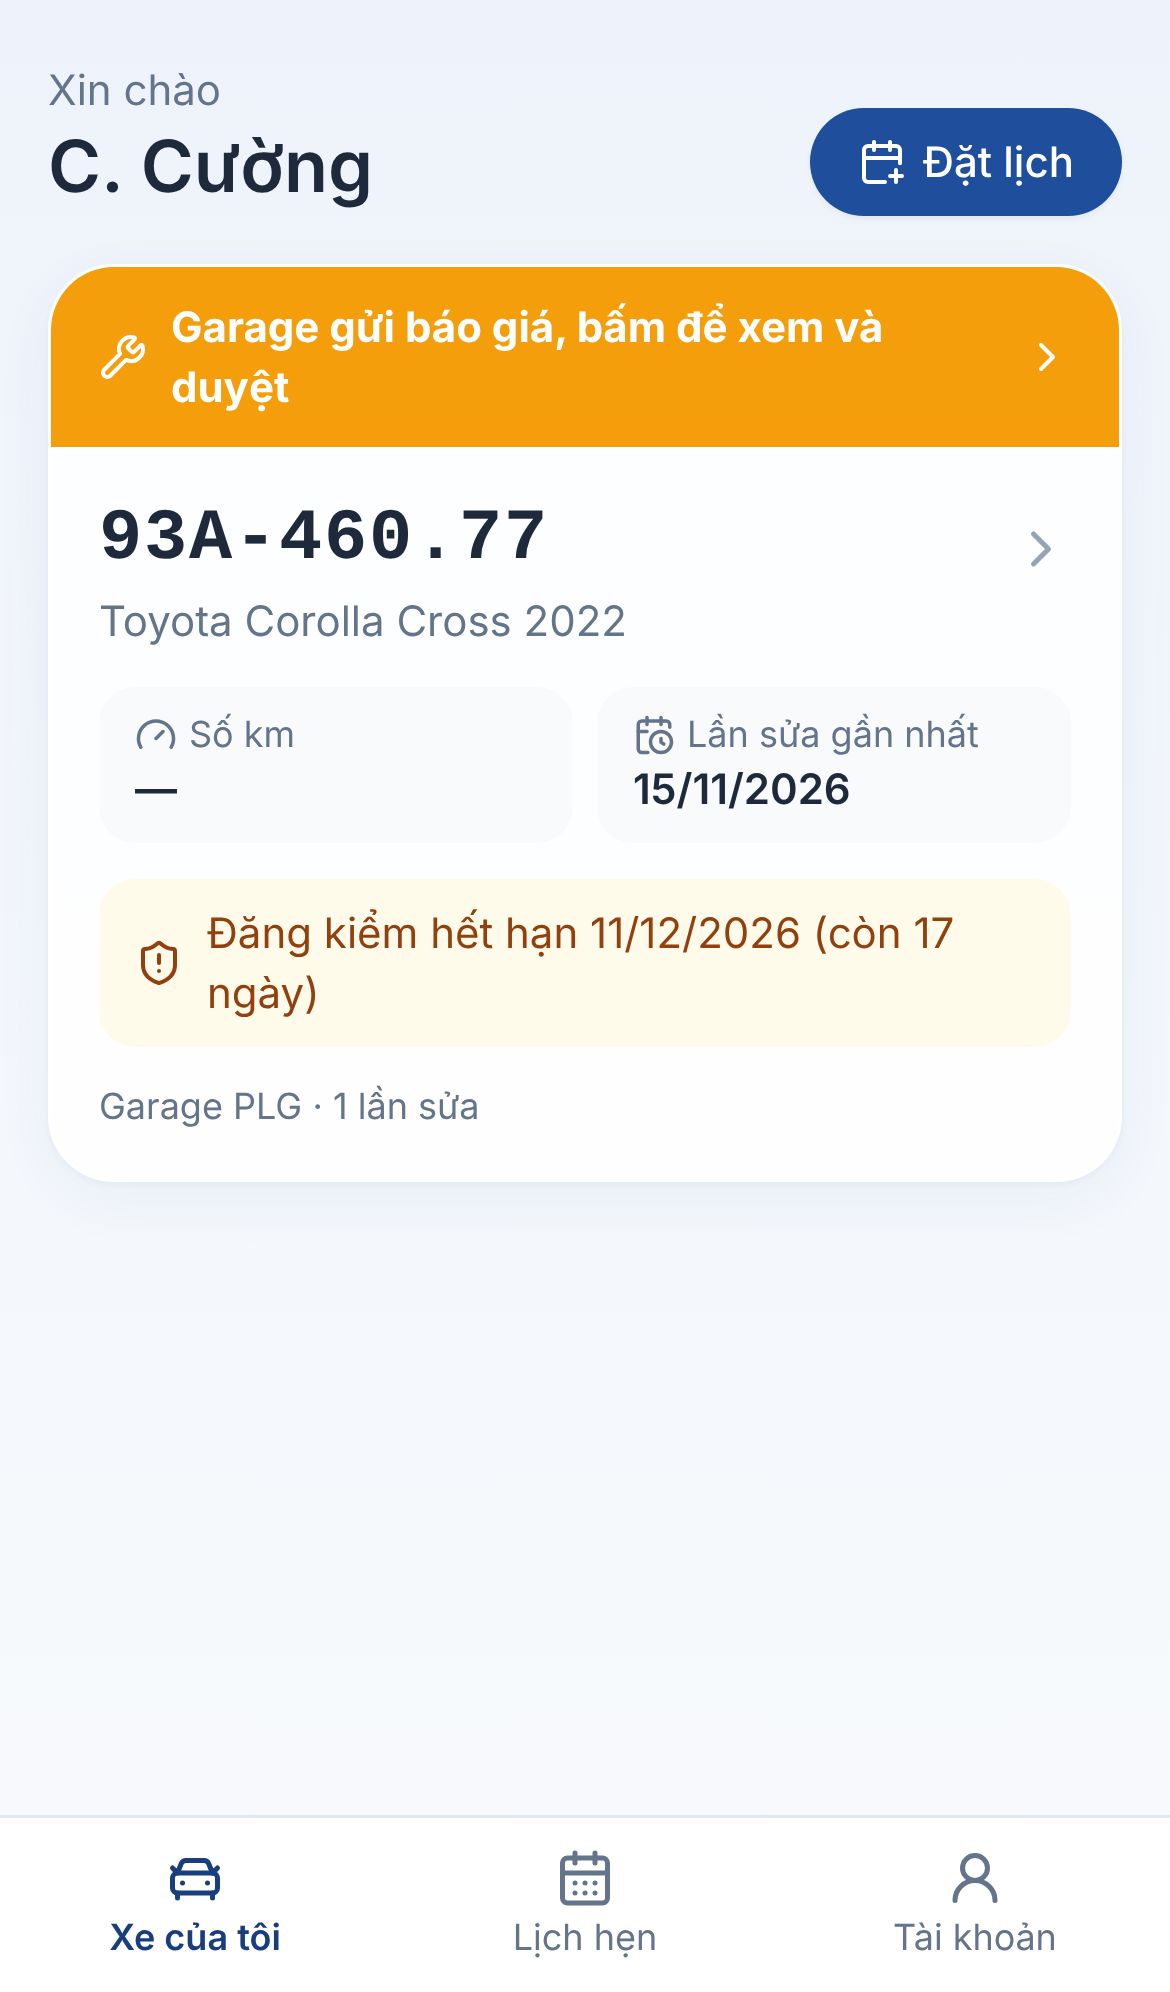 Xin chào
C. Cường
Đặt lịch
Garage gửi báo giá, bấm để xem và
duyệt
93A-460.77
Toyota Corolla Cross 2022
Số km
—
Lần sửa gần nhất
15/11/2026
Đăng kiểm hết hạn 11/12/2026 (còn 17
ngày)
Garage PLG · 1 lần sửa
Xe của tôi
Lịch hẹn
Tài khoản